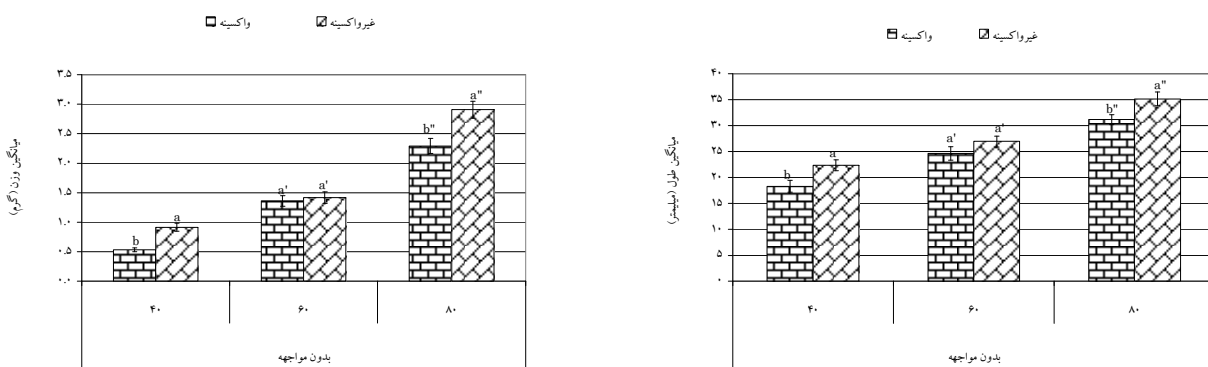 واکسینه غیرواکسینه
میانگین وزن (گرم)
۳.۵
۳.۰
۲.۵
۲.۰
۱.۵
۱.۰
۰.۵
۰.۰
b a
a' a'
b" a"
۴۰ ۶۰ ۸۰
بدون مواجهه
واکسینه غیرواکسینه
میانگین طول (میلیمتر)
۴۰
۳۵
۳۰
۲۵
۲۰
۱۵
۱۰
۵
۰
b a
a' a'
b" a"
۴۰ ۶۰ ۸۰
بدون مواجهه